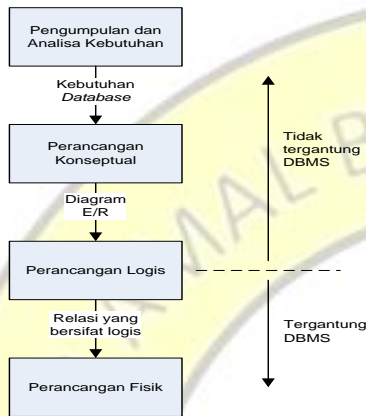 Pengumpulan dan
Analisa Kebutuhan
Kebutuhan
Database
Perancangan
Konseptual
Tidak
tergantung
DBMS
Diagram
E/R
Perancangan Logis
Relasi yang
bersifat logis
Tergantung
DBMS
Perancangan Fisik
AMAL B